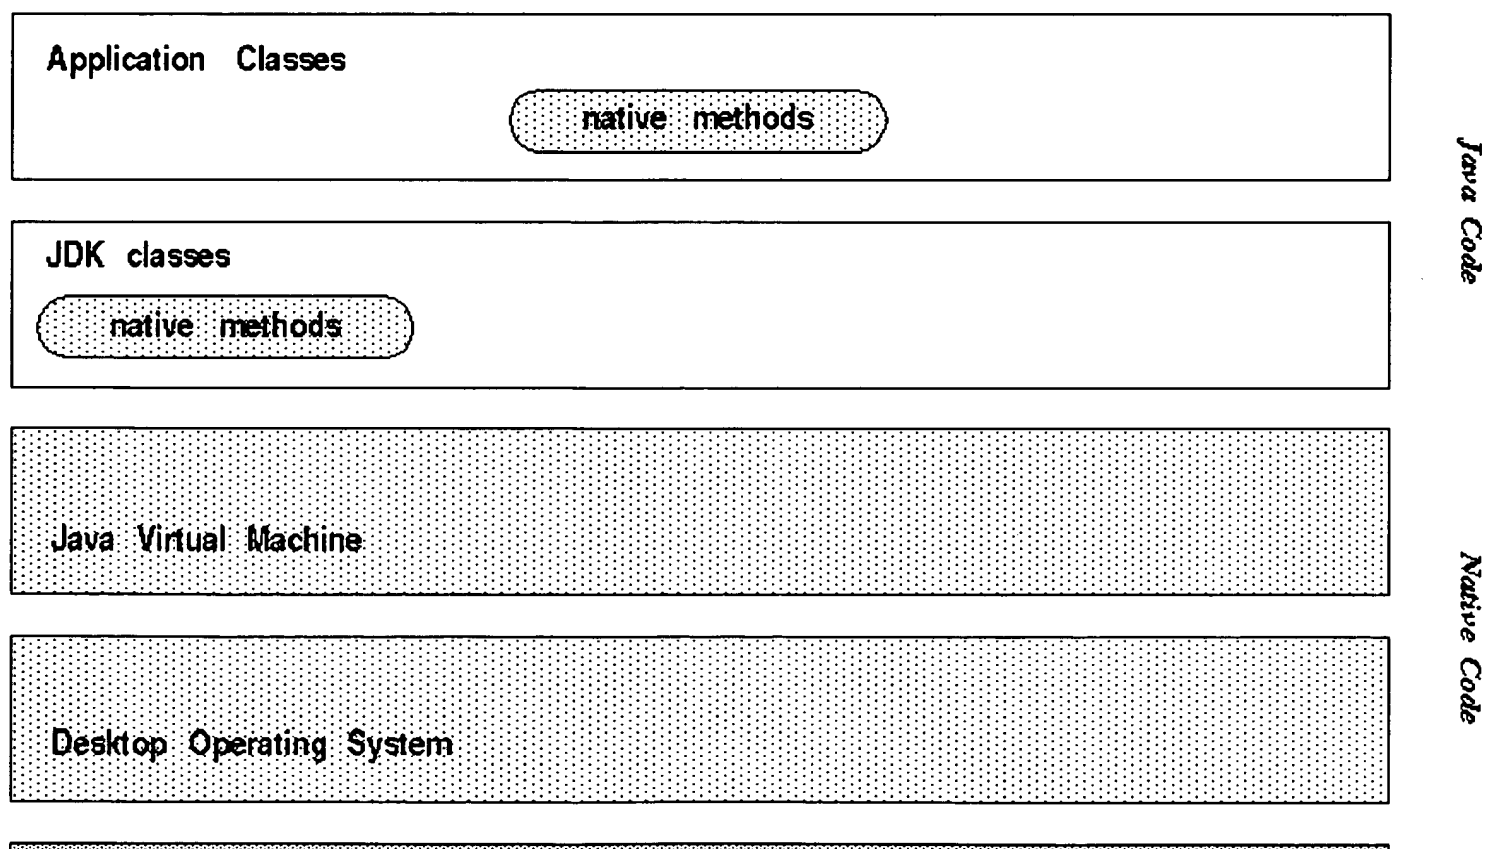 Application Classes
native methods
JDK classes
native methods
Java Virtual Machine
Desktop Operating System
Java Code
Native Code